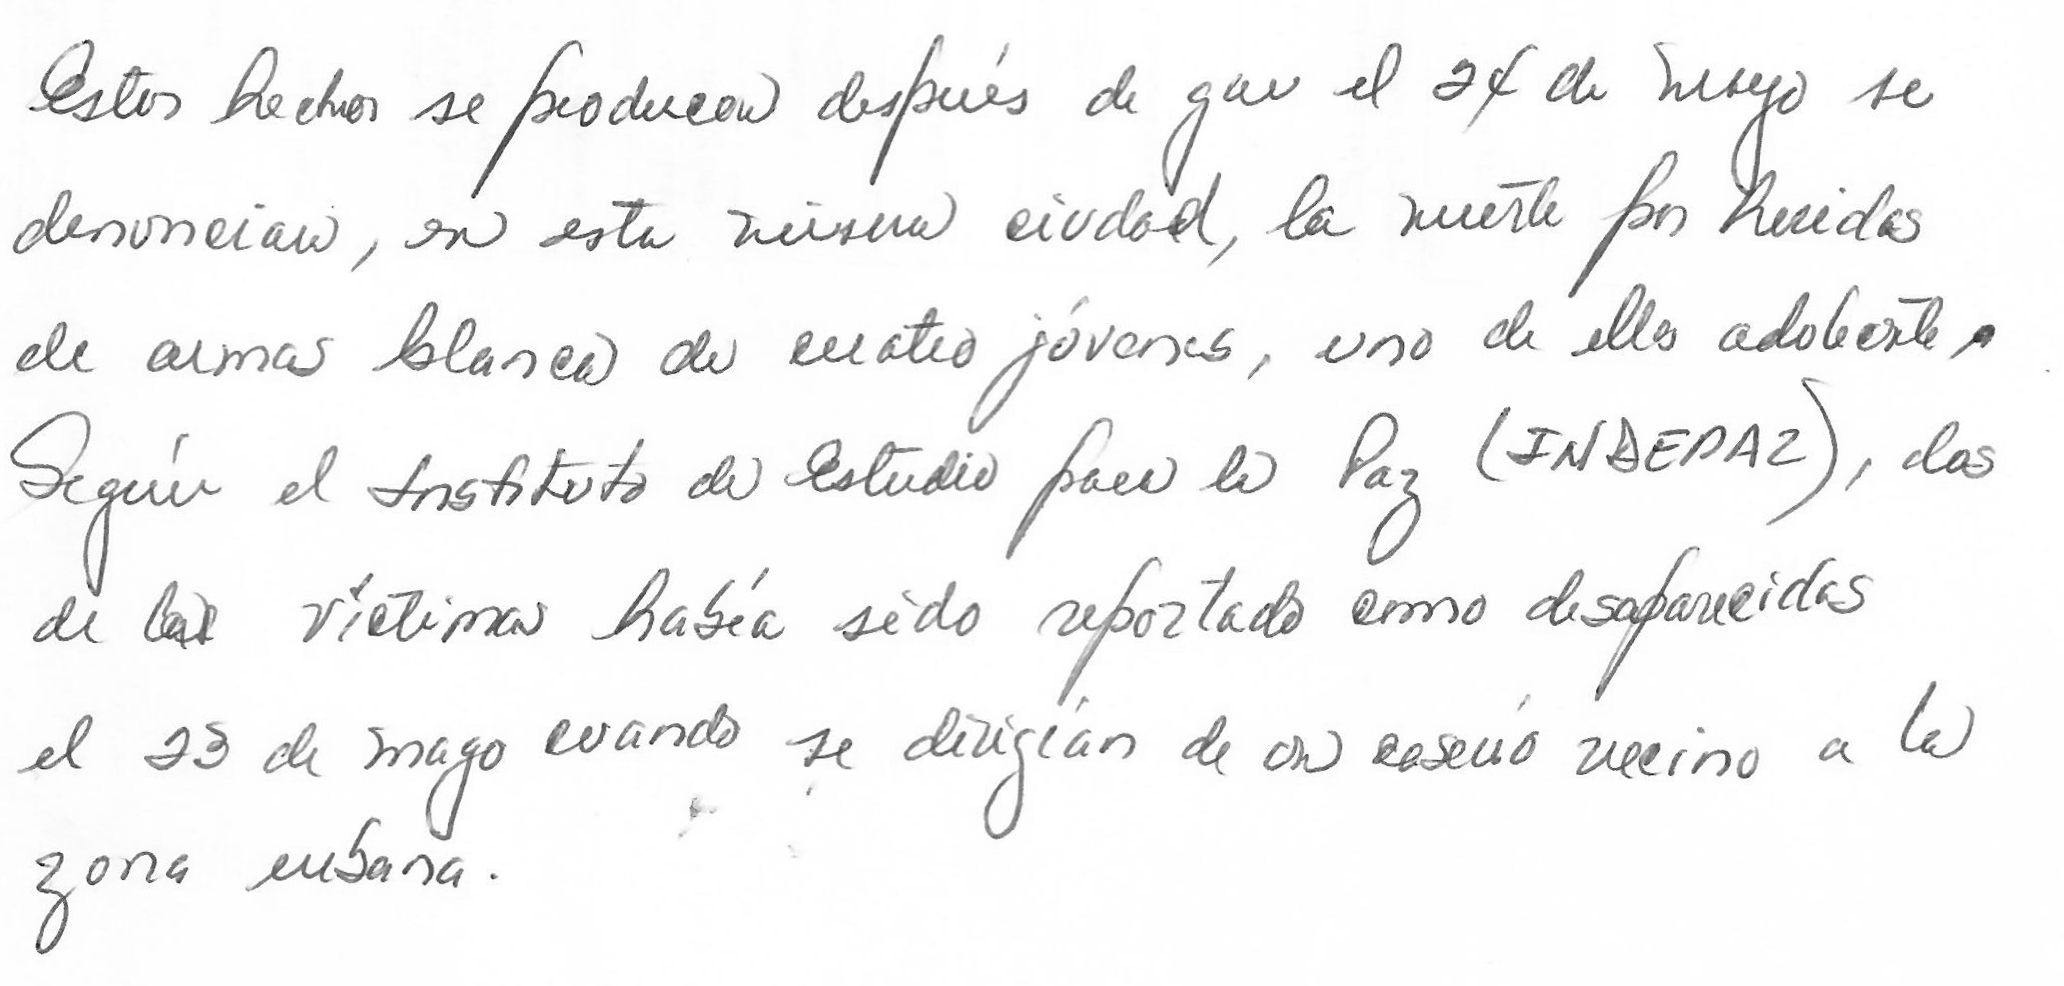 Estos hechos se producen después de que el 24 de mayo se
denunciaw, en esta misma ciudad, la muerte por heridas
de armas blanca de cuatro jóvenes, uno de ellos
Según el Instituto de Estudio para la Paz (INDEPAZ), dos
de las víctimas había sido reportado como desaparecidas
el 23 de mayo cuando se dirigían de un caserío vecino a la
zona urbana.